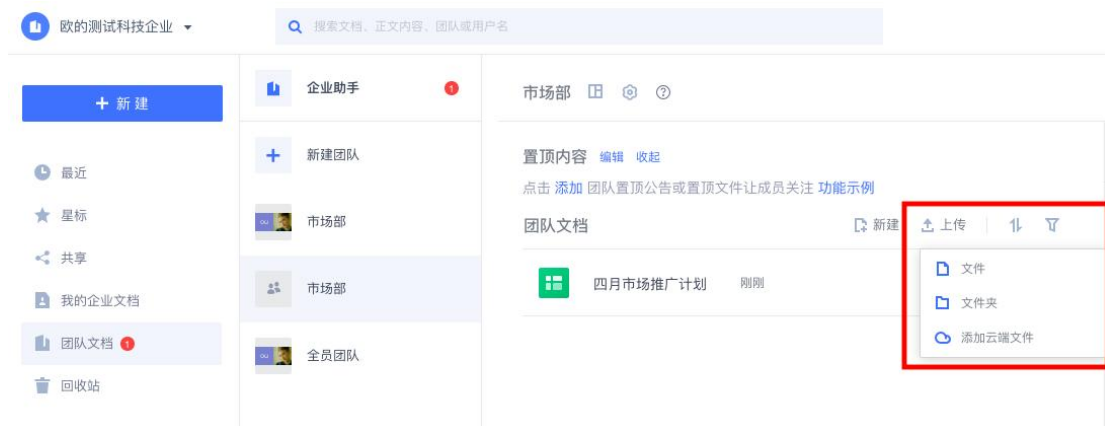 欧的测试科技企业
搜索文档、正文内容、团队或用户名
新建
最近
星标
共享
我的企业文档
团队文档 1
回收站
企业助手 1
新建团队
市场部
市场部
全员团队
市场部
置顶内容 编辑 收起
点击 添加 团队置顶公告或置顶文件让成员关注 功能示例
团队文档 新建 上传
四月市场推广计划 刚刚
文件
文件夹
添加云端文件